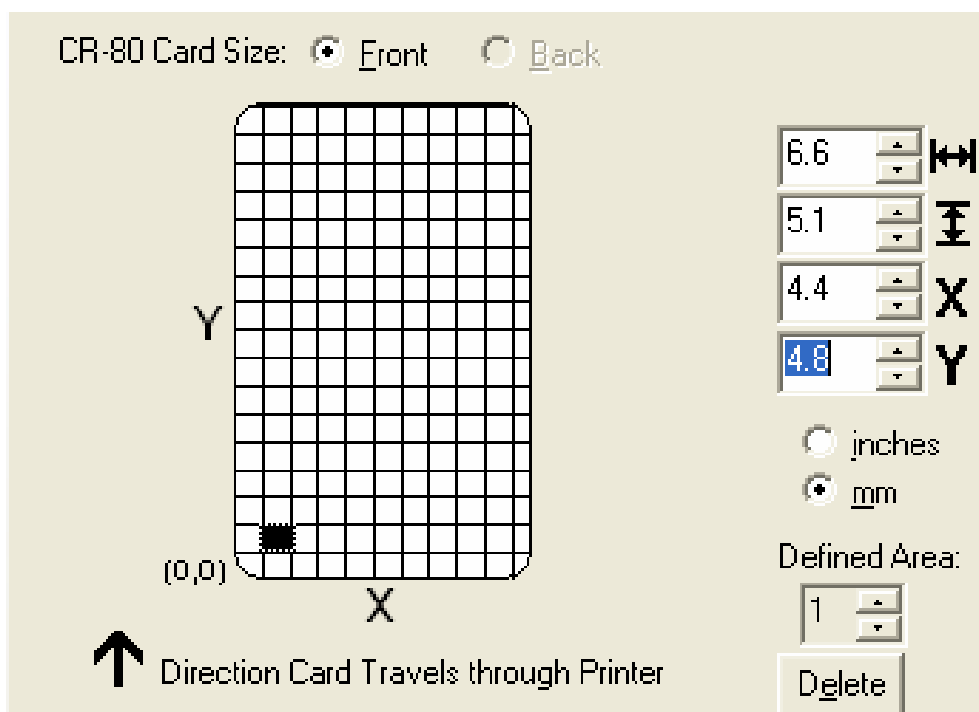 CR-80 Card Size: Front Back
6.6
5.1
4.4 X
Y
4.8 Y
inches
mm
Defined Area:
(0,0)
1
X
Direction Card Travels through Printer
Delete